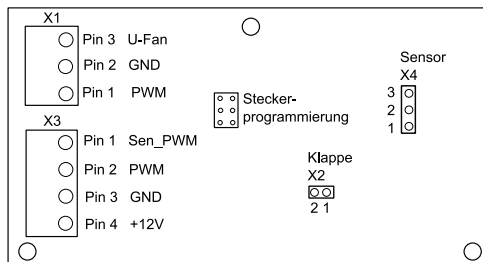 X1
Pin 3 U-Fan
Pin 2 GND
Pin 1 PWM
X3
Pin 1 Sen_PWM
Pin 2 PWM
Pin 3 GND
Pin 4 +12V
Stecker-
programmierung
Sensor
X4
3
2
1
Klappe
X2
2 1